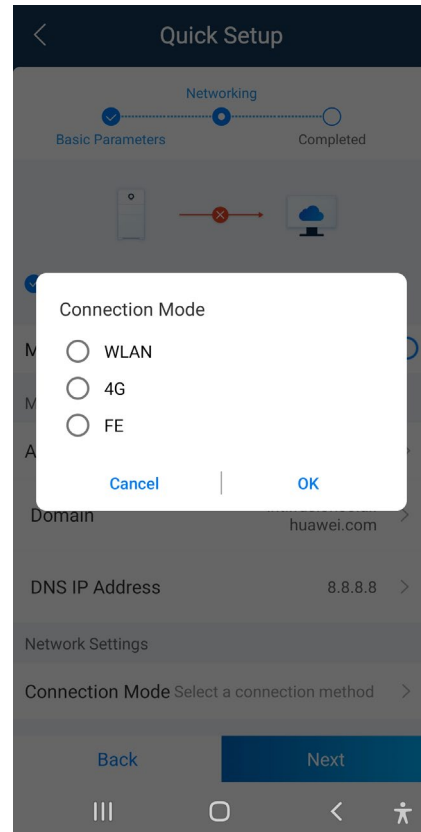 Quick Setup
Networking
Basic Parameters
Completed
Connection Mode
WLAN
4G
FE
Cancel
OK
Domain
huawei.com
DNS IP Address
8.8.8.8
Network Settings
Connection Mode Select a connection method
Back
Next